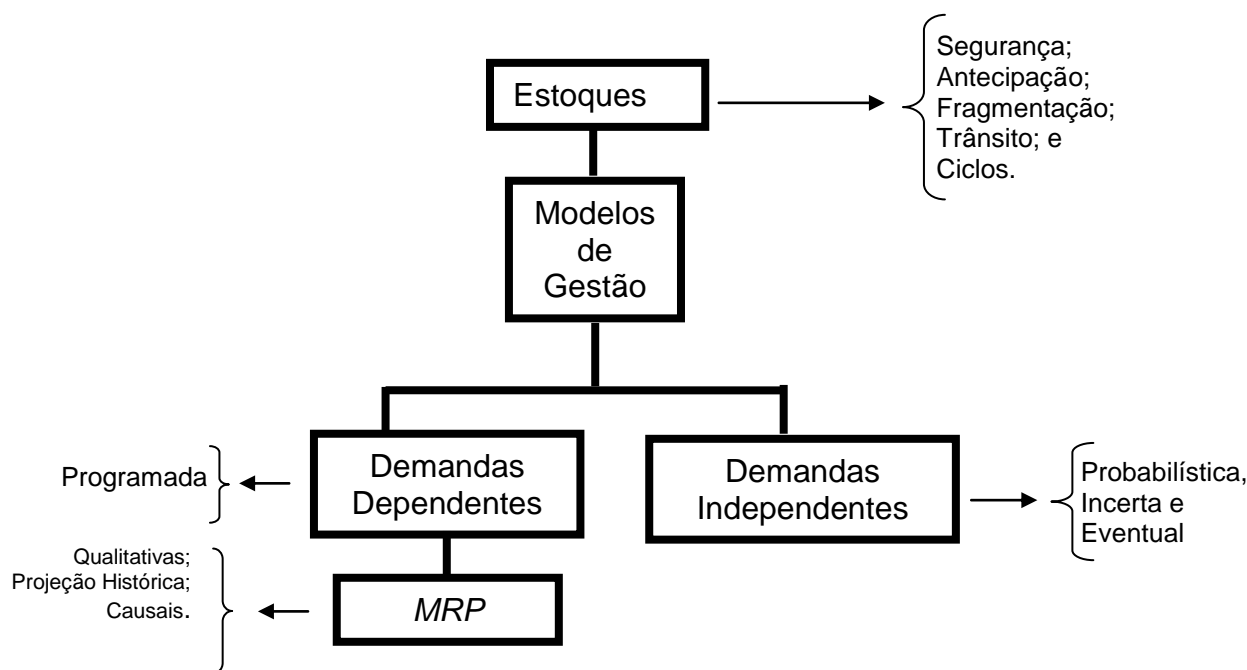 Estoques
Segurança;
Antecipação;
Fragmentação;
Trânsito; e
Ciclos.
Modelos
de
Gestão
Programada
Demandas
Dependentes
Demandas
Independentes
Probabilística,
Incerta e
Eventual
Qualitativas;
Projeção Histórica;
Causais.
MRP